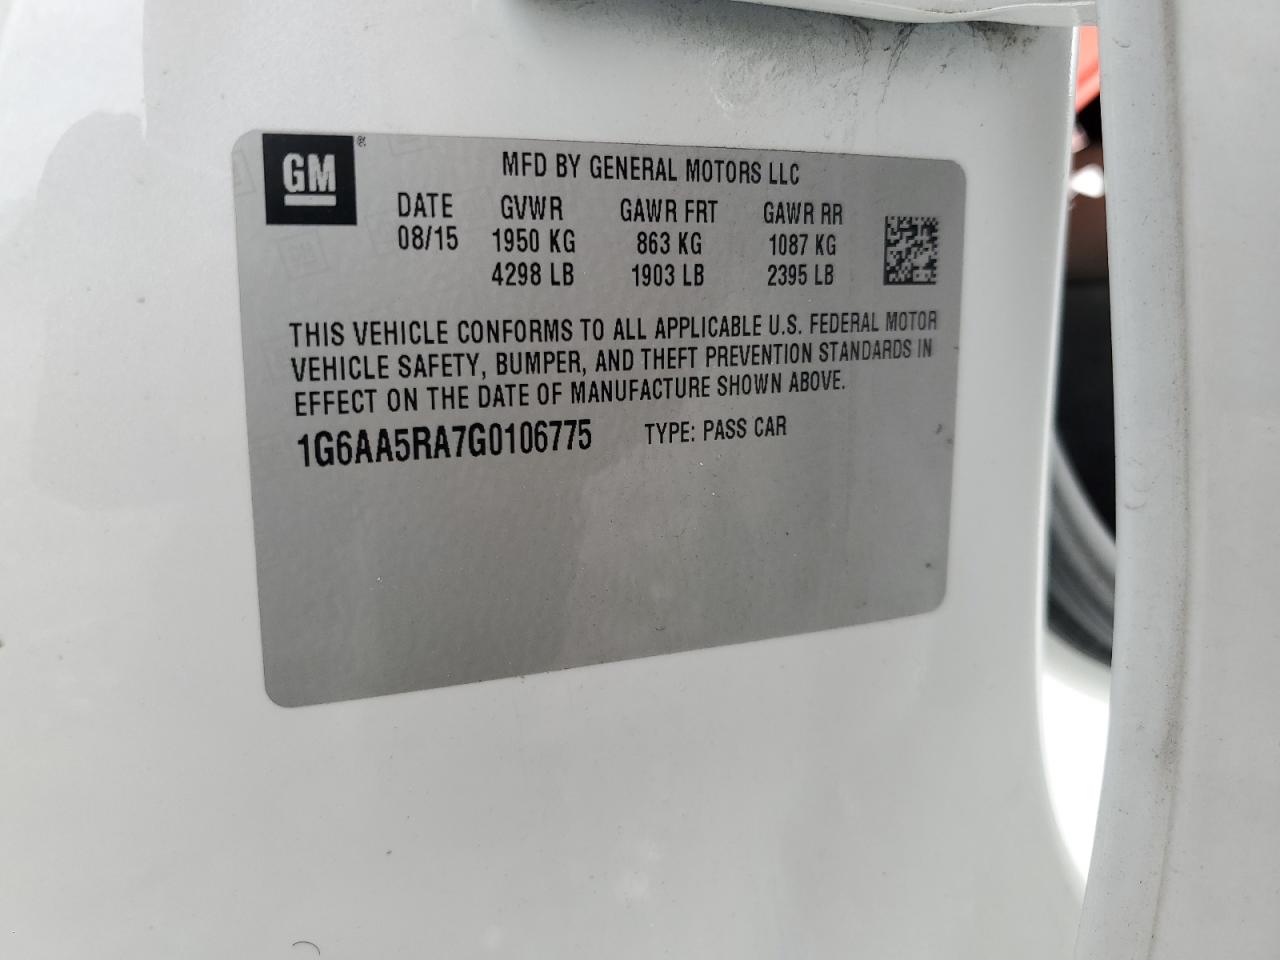 GM®
MFD BY GENERAL MOTORS LLC
DATE GVWR GAWR FRT GAWR RR
08/15 1950 KG 863 KG 1087 KG
4298 LB 1903 LB 2395 LB
THIS VEHICLE CONFORMS TO ALL APPLICABLE U.S. FEDERAL MOTOR
VEHICLE SAFETY, BUMPER, AND THEFT PREVENTION STANDARDS IN
EFFECT ON THE DATE OF MANUFACTURE SHOWN ABOVE.
1G6AA5RA7G0106775 TYPE: PASS CAR